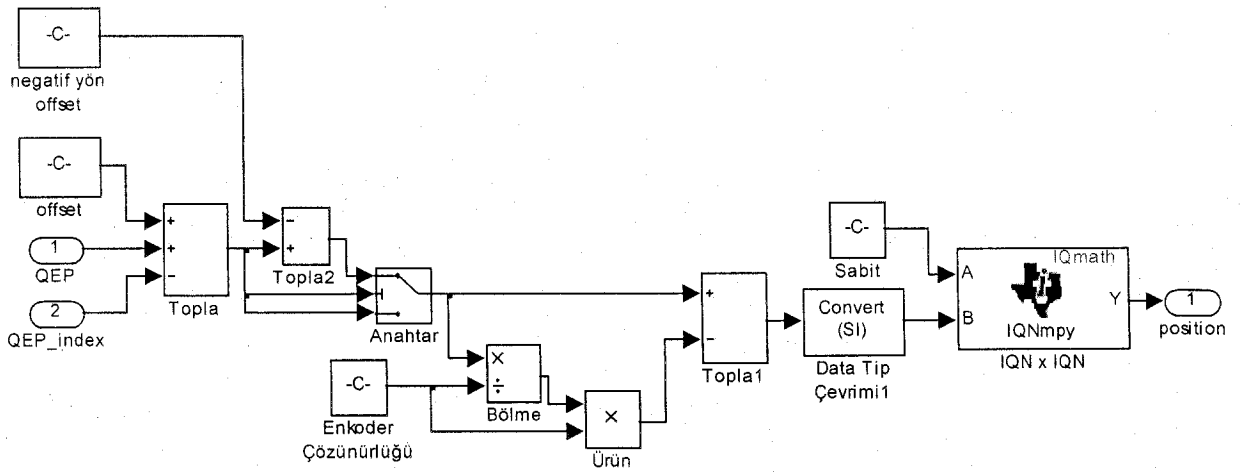 -C-
negatif yön
offset
-C-
offset
1
QEP
2
QEP_index
+
+
−
Topla
−
+
Topla2
Anahtar
-C-
Enkoder
Çözünürlüğü
×
÷
Bölme
×
Ürün
+
−
Topla1
Convert
(SI)
Data Tip
Çevrimi1
-C-
Sabit
IQmath
A
B
Y
IQNmpy
IQN x IQN
1
position